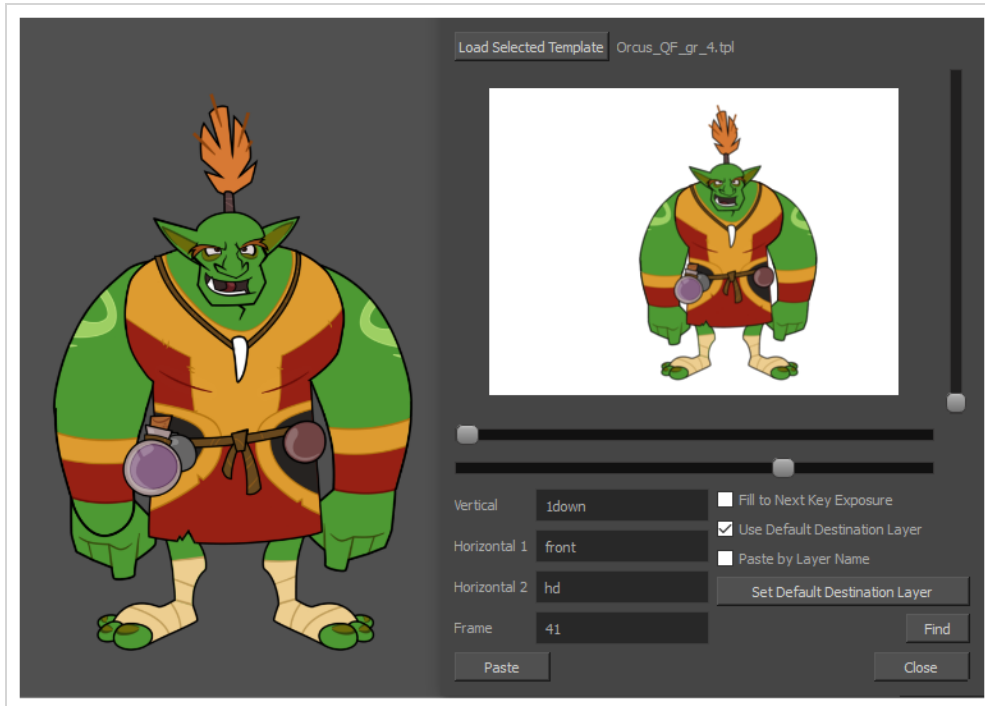 Load Selected Template Orcus_QF_gr_4.tpl
Vertical 1down
Fill to Next Key Exposure
Use Default Destination Layer
Horizontal 1 front
Paste by Layer Name
Horizontal 2 hd
Set Default Destination Layer
Frame 41
Find
Paste
Close